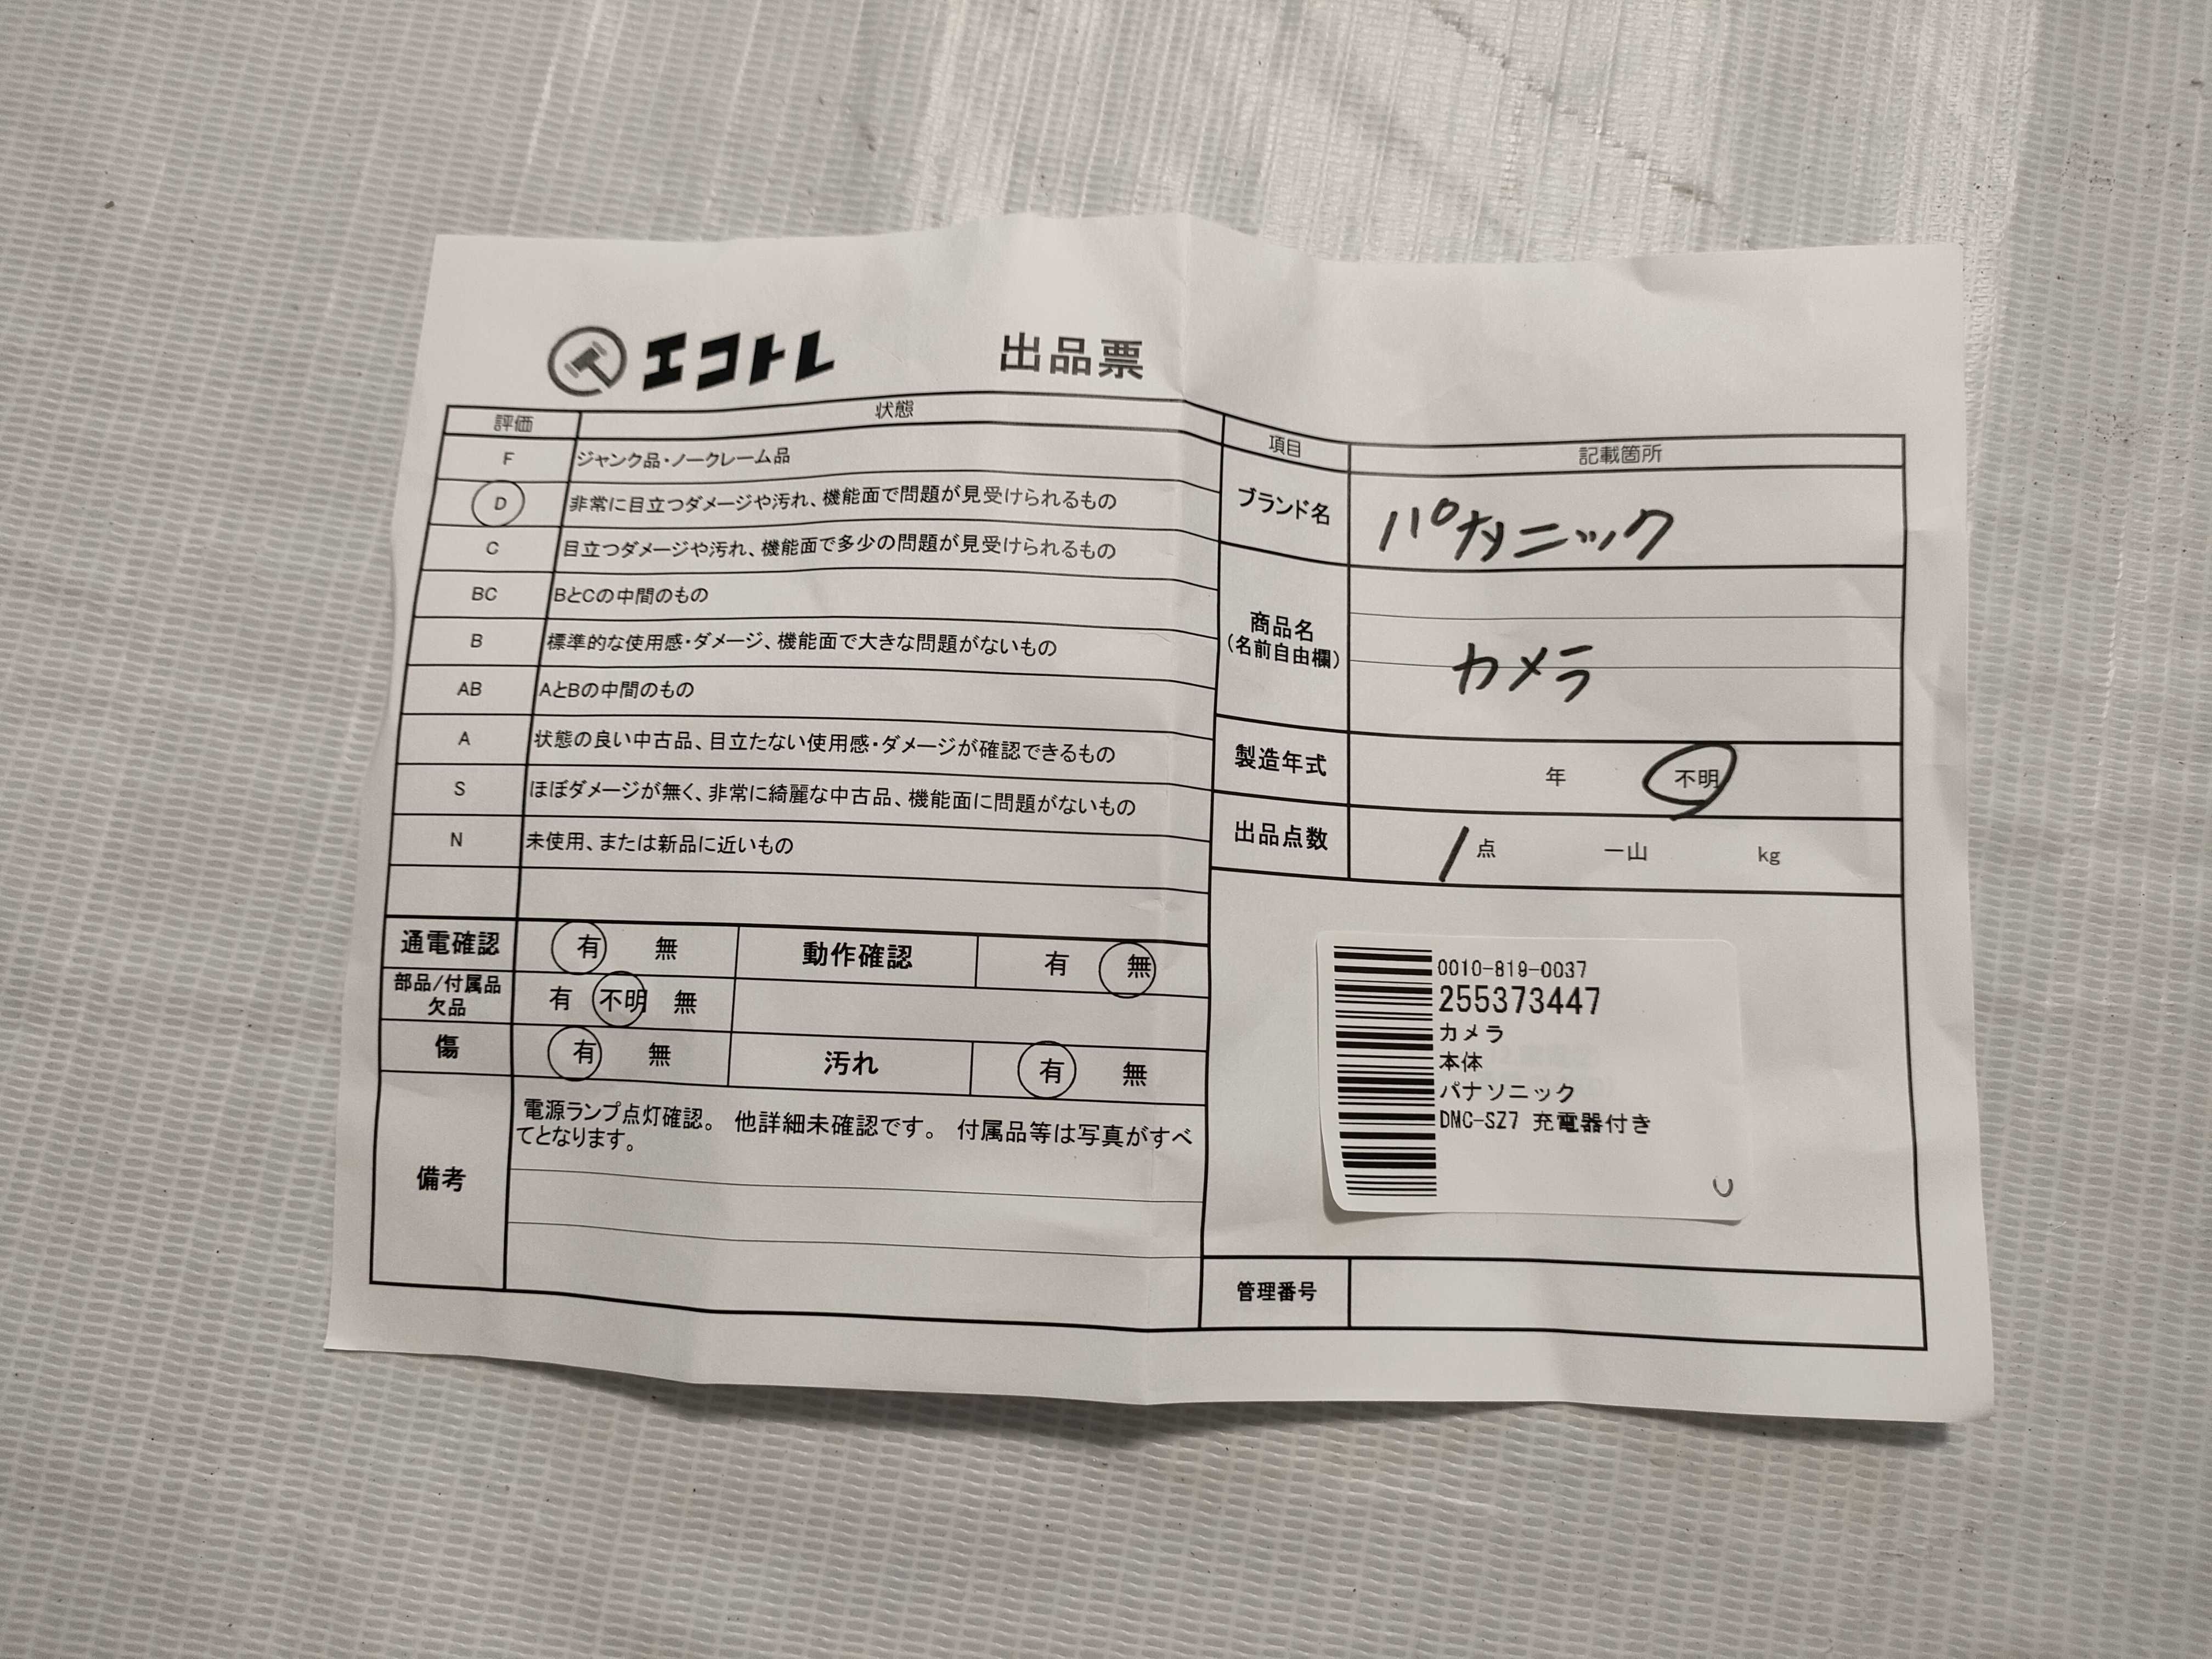 エコトレ 出品票
評価 状態
F ジャンク品・ノークレーム品
D 非常に目立つダメージや汚れ、機能面で問題が見受けられるもの
C 目立つダメージや汚れ、機能面で多少の問題が見受けられるもの
BC BとCの中間のもの
B 標準的な使用感・ダメージ、機能面で大きな問題がないもの
AB AとBの中間のもの
A 状態の良い中古品、目立たない使用感・ダメージが確認できるもの
S ほぼダメージが無く、非常に綺麗な中古品、機能面に問題がないもの
N 未使用、または新品に近いもの
通電確認 有 無 動作確認 有 無
部品/付属品
欠品 有 不明 無
傷 有 無 汚れ 有 無
備考
電源ランプ点灯確認。 他詳細未確認です。 付属品等は写真がすべ
てとなります。
項目 記載箇所
ブランド名 パナソニック
商品名
(名前自由欄)
カメラ
製造年式 年 不明
出品点数 1 点 一山 kg
0010-819-0037
255373447
カメラ
本体
パナソニック
DMC-SZ7 充電器付き
管理番号